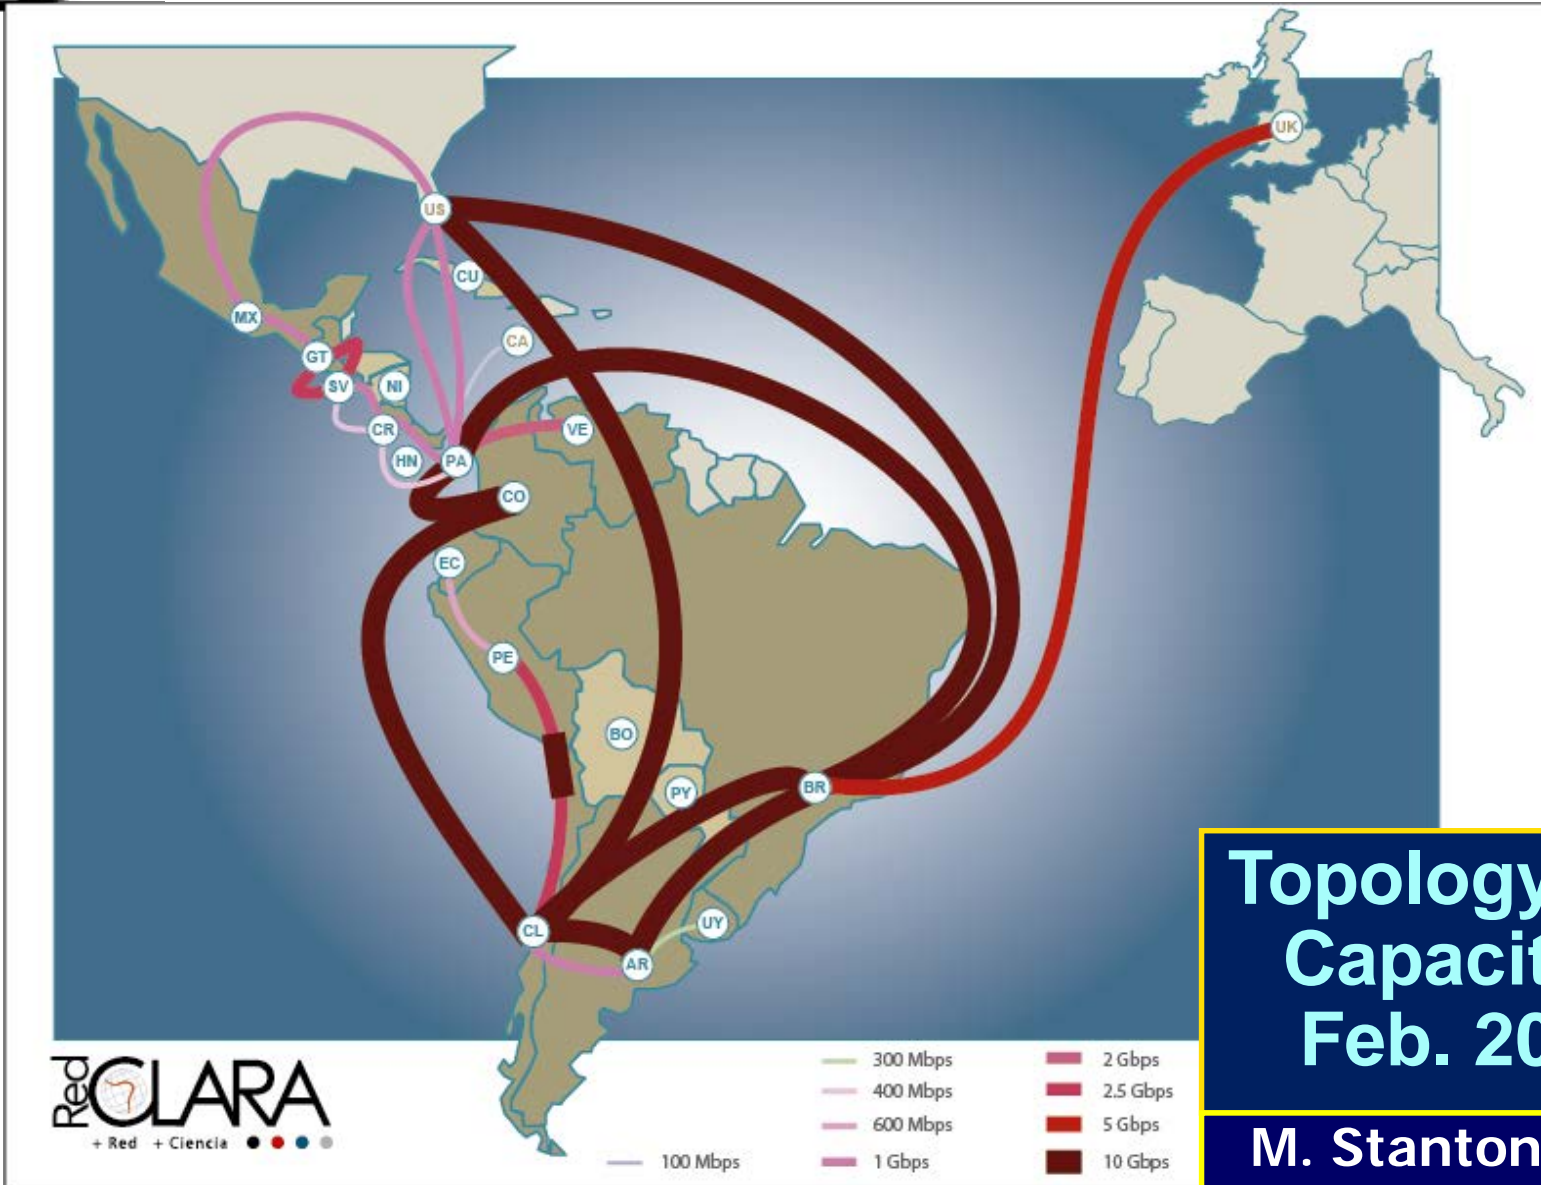 UK
US
CU
MX
CA
GT
SV
NI
CR
VE
HN
PA
CO
EC
PE
BO
PY
BR
UY
CL
AR
Red
CLARA
+ Red + Ciencia
300 Mbps
400 Mbps
600 Mbps
100 Mbps
1 Gbps
2 Gbps
2.5 Gbps
5 Gbps
10 Gbps
Topology
Capacit
Feb. 20
M. Stanton